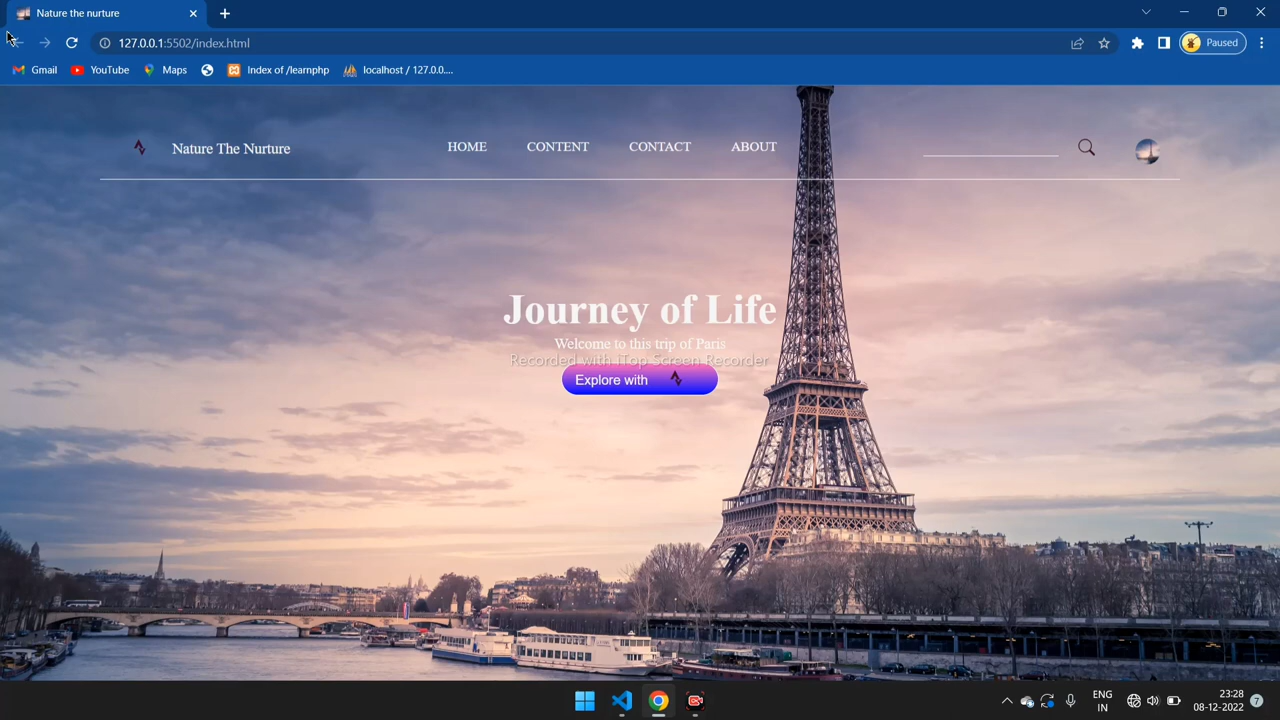 Nature the nurture
127.0.0.1:5502/index.html
Paused
Gmail
YouTube
Maps
Index of /learnphp
localhost / 127.0.0....
Nature The Nurture
HOME
CONTENT
CONTACT
ABOUT
Journey of Life
Welcome to this trip of Paris
Recorded with iTop Screen Recorder
Explore with
ENG
IN
23:28
08-12-2022
7